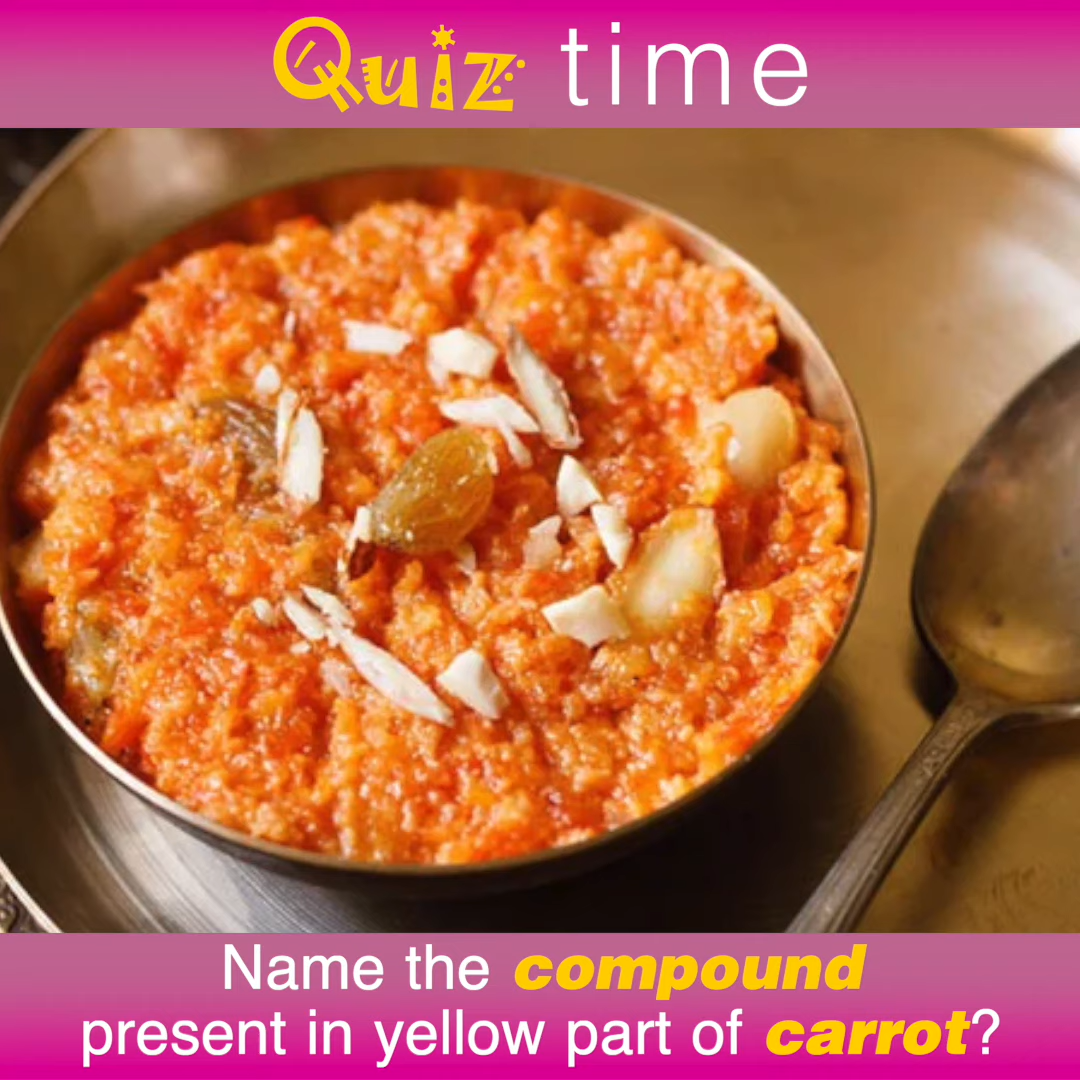 Quiz time
Name the compound
present in yellow part of carrot?